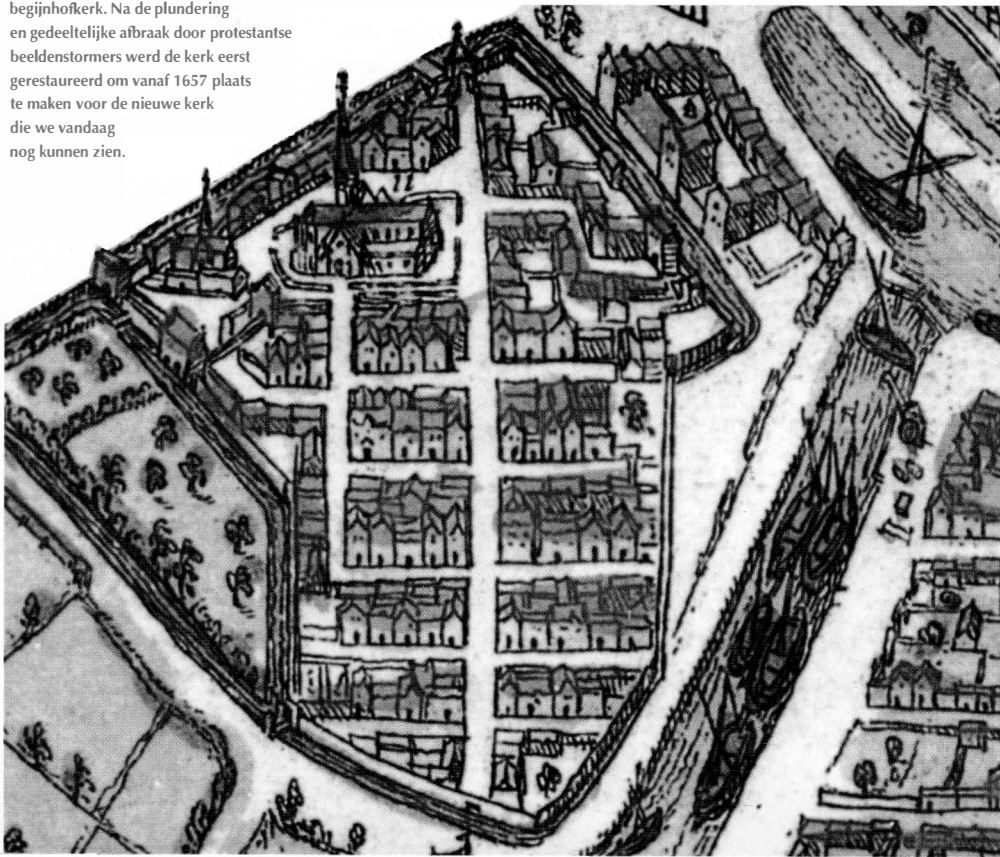 begijnhofkerk. Na de plundering
en gedeeltelijke afbraak door protestantse
beeldenstormers werd de kerk eerst
gerestaureerd om vanaf 1657 plaats
te maken voor de nieuwe kerk
die we vandaag
nog kunnen zien.